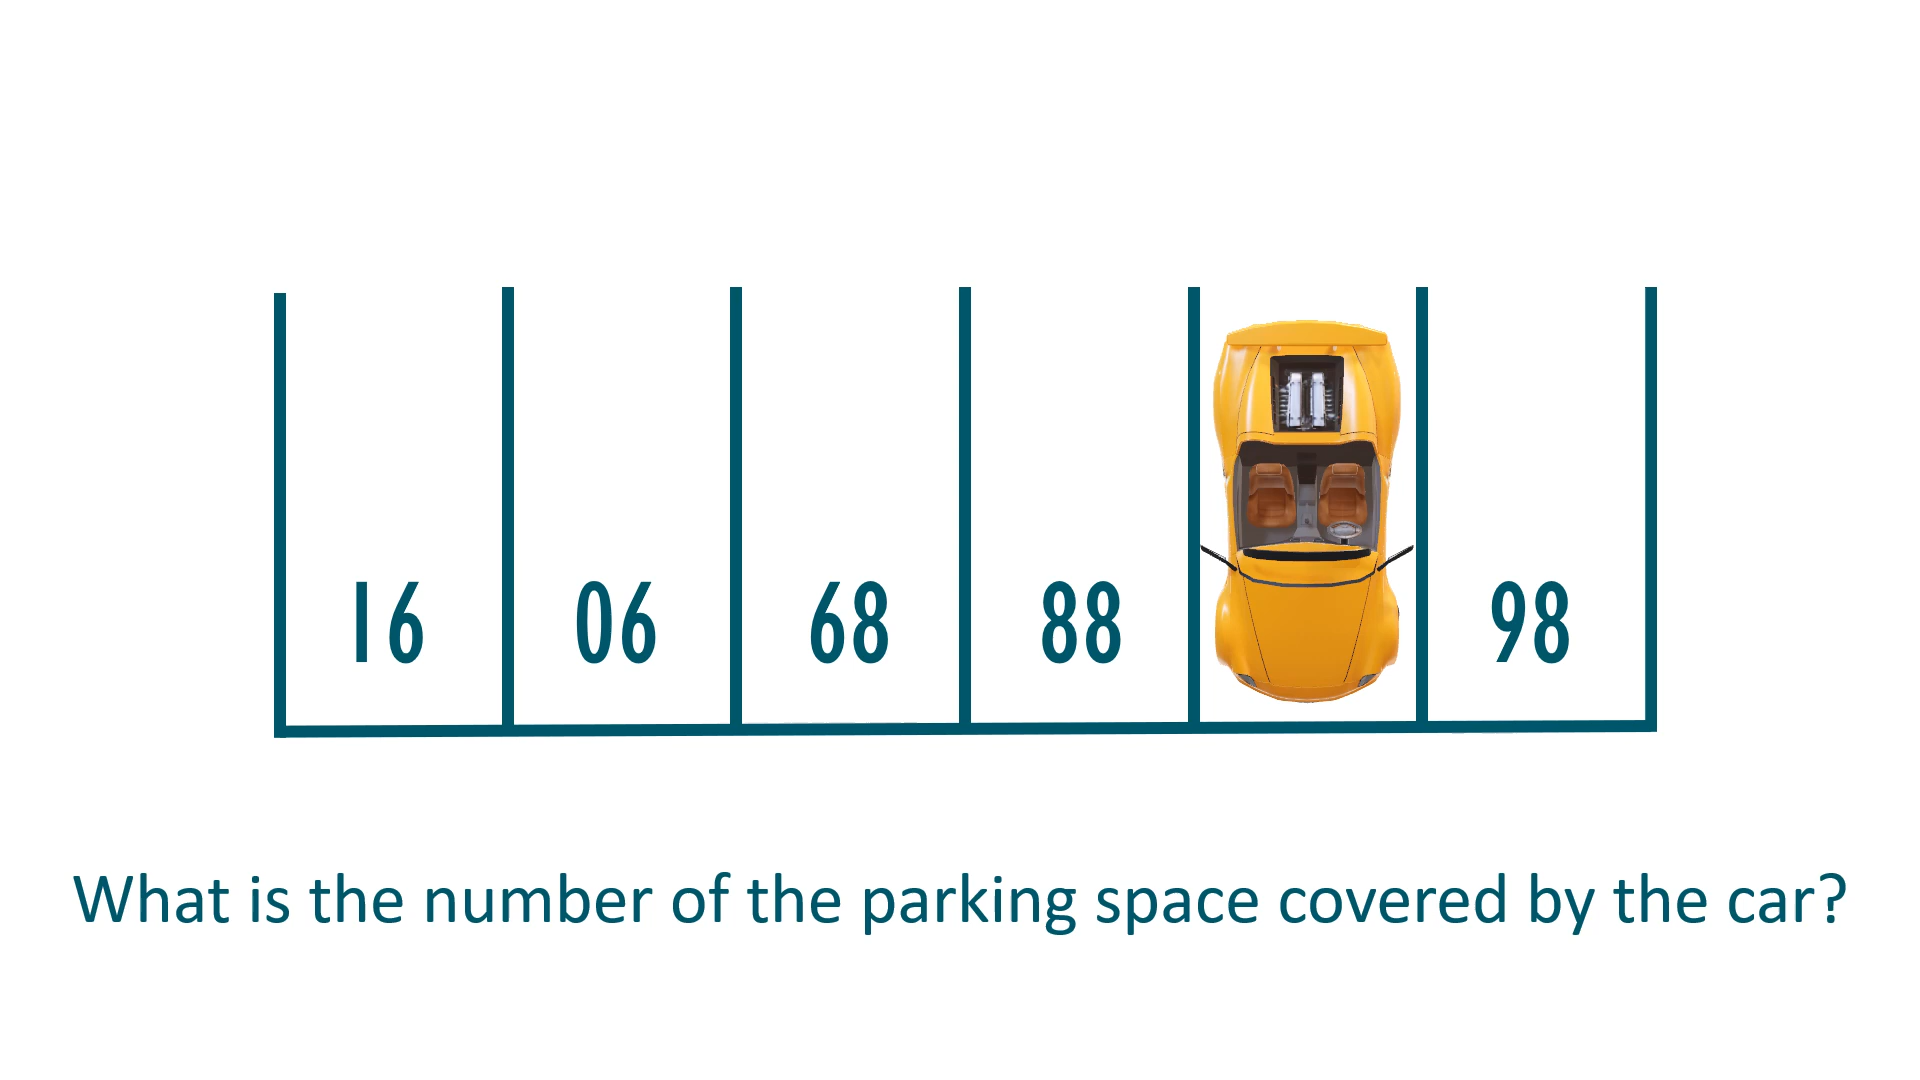 16 06 68 88 98
What is the number of the parking space covered by the car?